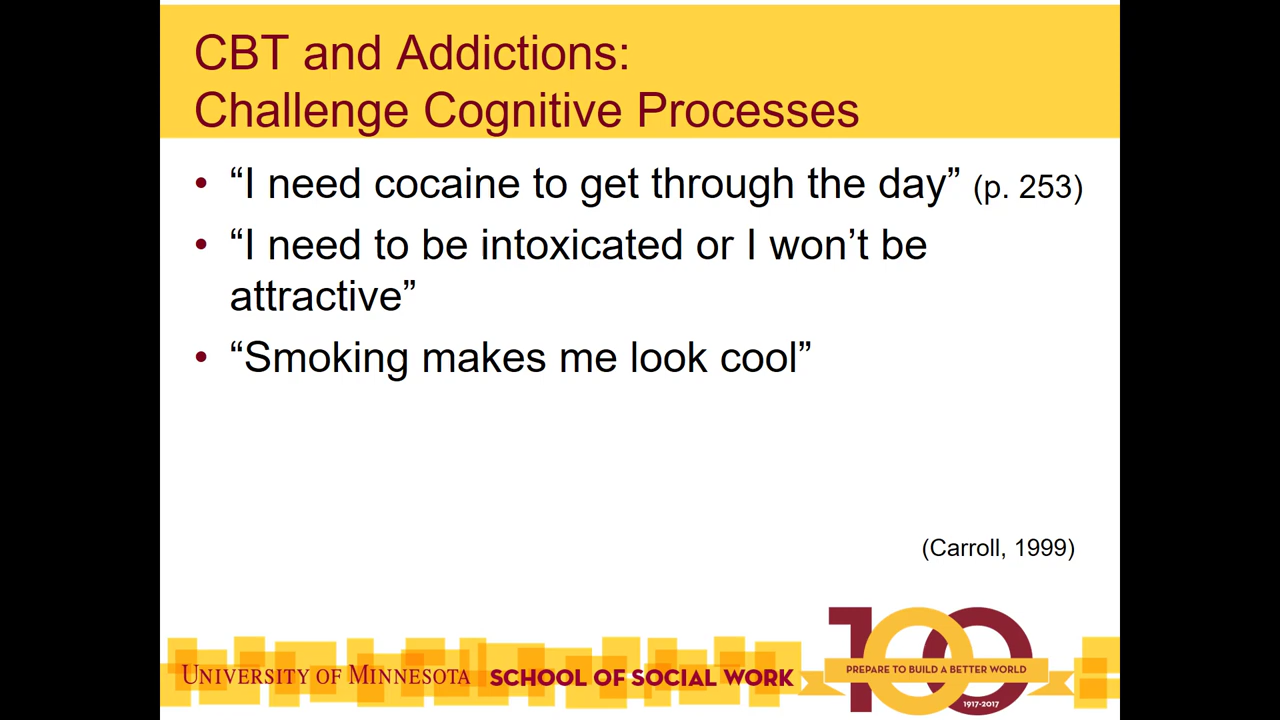 CBT and Addictions:
Challenge Cognitive Processes
• “I need cocaine to get through the day” (p. 253)
• “I need to be intoxicated or I won’t be
attractive”
• “Smoking makes me look cool”
(Carroll, 1999)
UNIVERSITY OF MINNESOTA SCHOOL OF SOCIAL WORK
100
PREPARE TO BUILD A BETTER WORLD
1917-2017